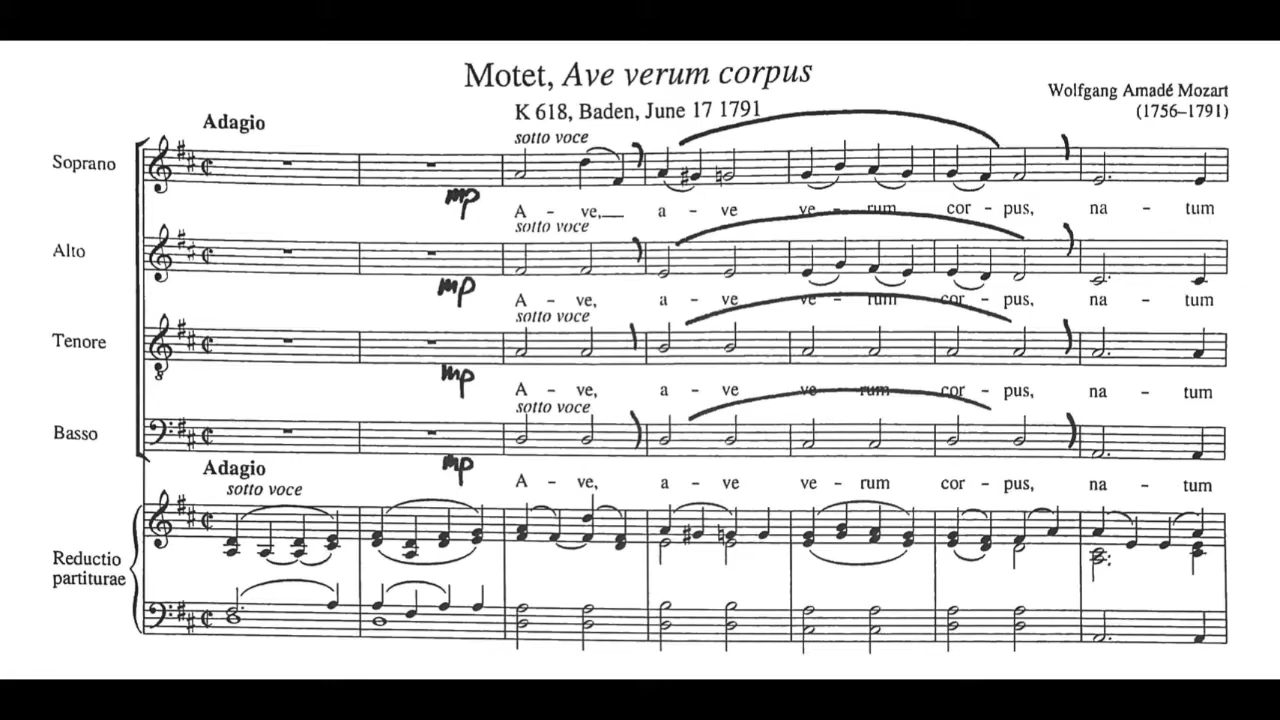 Motet, Ave verum corpus
K 618, Baden, June 17 1791
Wolfgang Amadé Mozart
(1756–1791)
Adagio
sotto voce
Soprano
mp
A - ve,__ a - ve ve - rum cor - pus, na - tum
sotto voce
Alto
mp
A - ve, a - ve ve - rum cor - pus, na - tum
sotto voce
Tenore
8
mp
A - ve, a - ve ve - rum cor - pus, na - tum
sotto voce
Basso
mp
A - ve, a - ve ve - rum cor - pus, na - tum
Adagio
sotto voce
Reductio
partiturae